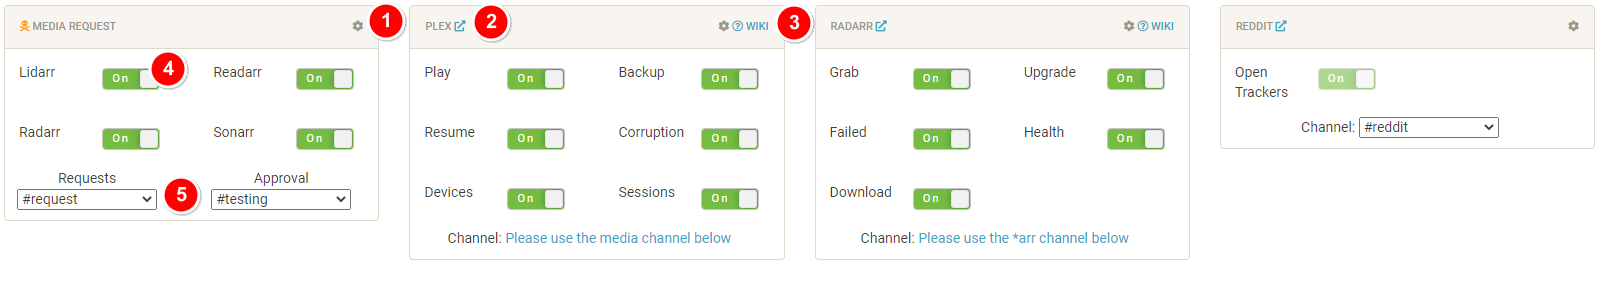 MEDIA REQUEST 1
Lidarr On 4 Readarr On
Radarr On Sonarr On
Requests Approval
#request 5 #testing
PLEX 2 WIKI 3
Play On Backup On
Resume On Corruption On
Devices On Sessions On
Channel: Please use the media channel below
RADARR WIKI
Grab On Upgrade On
Failed On Health On
Download On
Channel: Please use the *arr channel below
REDDIT
Open On
Trackers
Channel: #reddit